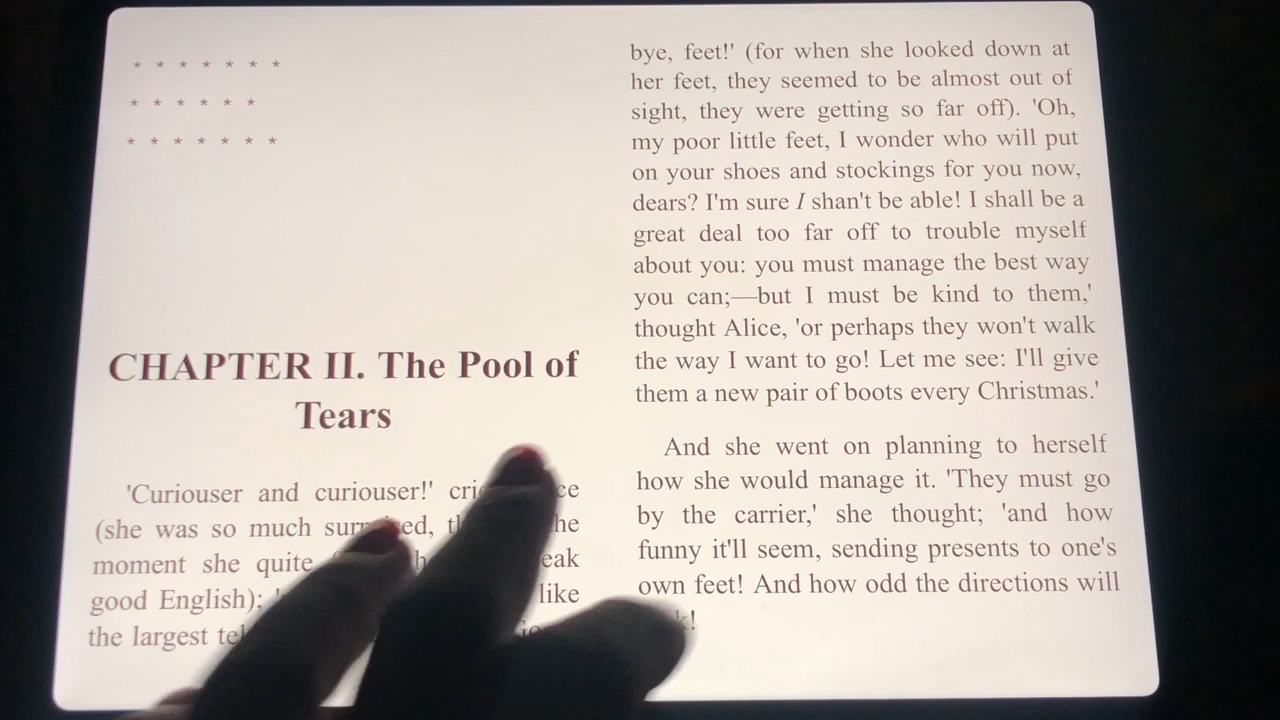 * * * * * * *
* * * * * *
* * * * * * *
CHAPTER II. The Pool of
Tears
'Curiouser and curiouser!'
(she was so much
moment she quite
good English);
like
the largest
bye, feet!' (for when she looked down at
her feet, they seemed to be almost out of
sight, they were getting so far off). 'Oh,
my poor little feet, I wonder who will put
on your shoes and stockings for you now,
dears? I'm sure I shan't be able! I shall be a
great deal too far off to trouble myself
about you: you must manage the best way
you can;—but I must be kind to them,'
thought Alice, 'or perhaps they won't walk
the way I want to go! Let me see: I'll give
them a new pair of boots every Christmas.'
And she went on planning to herself
how she would manage it. 'They must go
by the carrier,' she thought; 'and how
funny it'll seem, sending presents to one's
own feet! And how odd the directions will